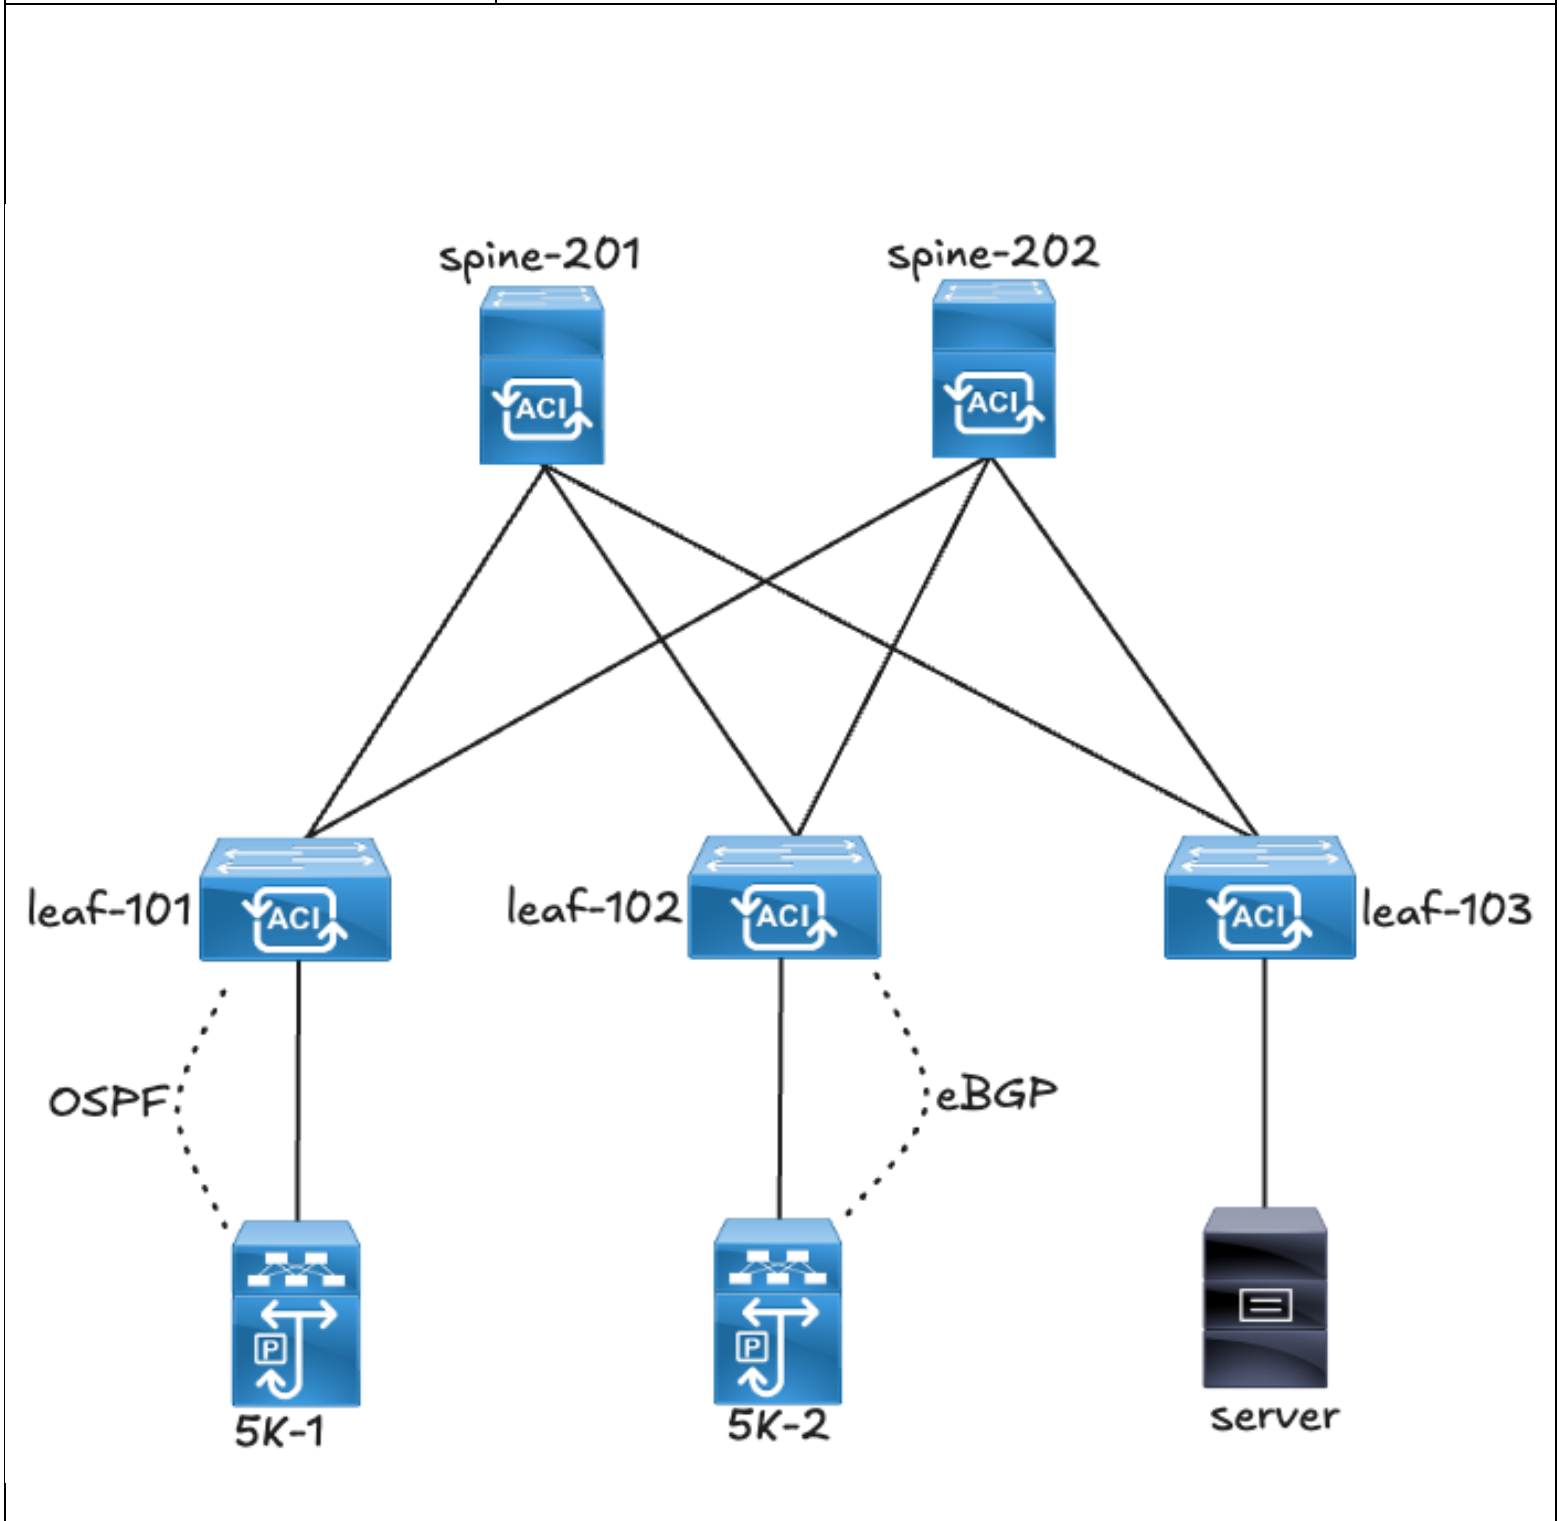 spine-201
spine-202
ACI
ACI
leaf-101
ACI
leaf-102
ACI
ACI
leaf-103
OSPF
eBGP
P
P
5K-1
5K-2
server